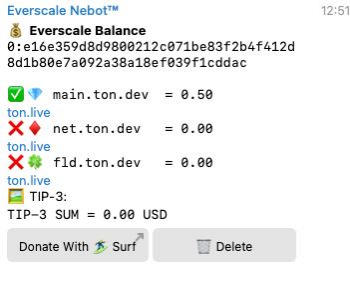 Everscale Nebot™ 12:51
💰 Everscale Balance
0:e16e359d8d9800212c071be83f2b4f412d
8d1b80e7a092a38a18ef039f1cddac
✅💎 main.ton.dev = 0.50
ton.live
❌♦️ net.ton.dev = 0.00
ton.live
❌🍀 fld.ton.dev = 0.00
ton.live
🖼️ TIP-3:
TIP-3 SUM = 0.00 USD
Donate With 🏄 Surf
🗑️ Delete